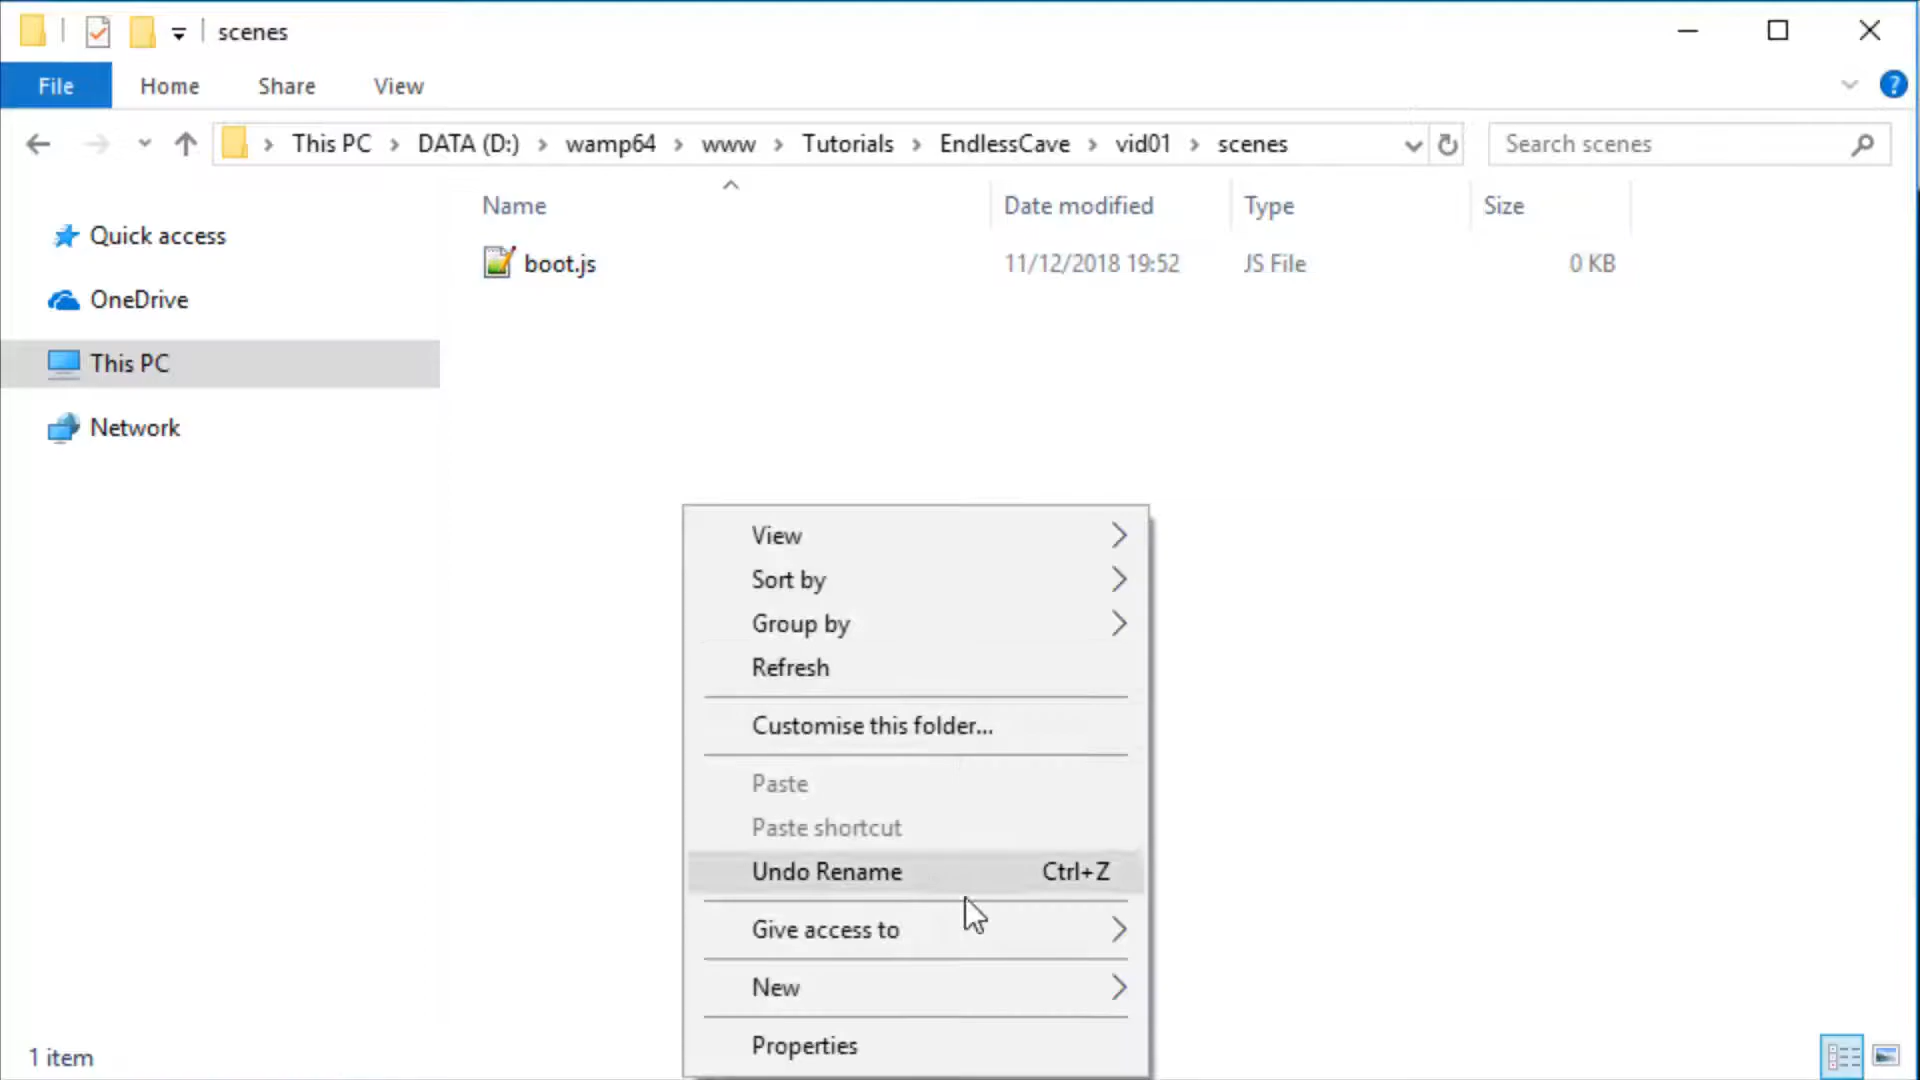 scenes
File Home Share View
This PC DATA (D:) wamp64 www Tutorials EndlessCave vid01 scenes Search scenes
Name Date modified Type Size
Quick access
boot.js 11/12/2018 19:52 JS File 0 KB
OneDrive
This PC
Network
View
Sort by
Group by
Refresh
Customise this folder...
Paste
Paste shortcut
Undo Rename Ctrl+Z
Give access to
New
Properties
1 item